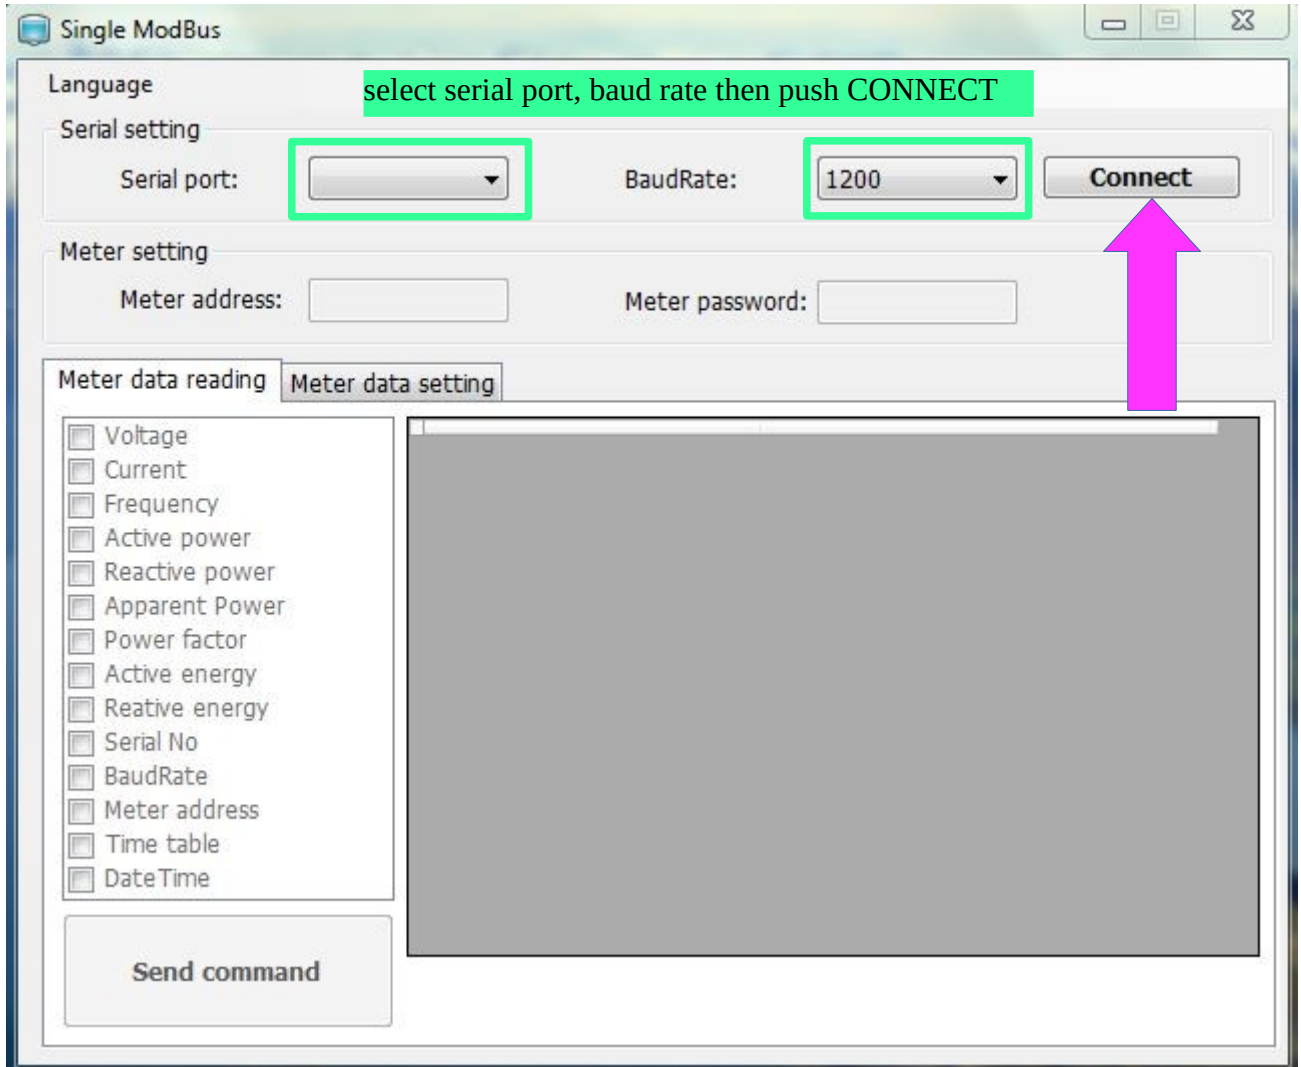 Single ModBus
Language
select serial port, baud rate then push CONNECT
Serial setting
Serial port:
BaudRate:
1200
Connect
Meter setting
Meter address:
Meter password:
Meter data reading
Meter data setting
Voltage
Current
Frequency
Active power
Reactive power
Apparent Power
Power factor
Active energy
Reative energy
Serial No
BaudRate
Meter address
Time table
DateTime
Send command